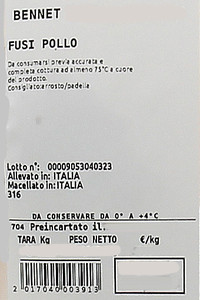 BENNET
FUSI POLLO
Da consumarsi previa accurata e
completa cottura ad almeno 75°C a cuore
del prodotto.
Consigliato:arrosto/padella
Lotto n°: 00009053040323
Allevato in: ITALIA
Macellato in:ITALIA
316
DA CONSERVARE DA 0° A +4°C
704 Preincartato il.
TARA Kg PESO NETTO €/kg
2 017040 003913